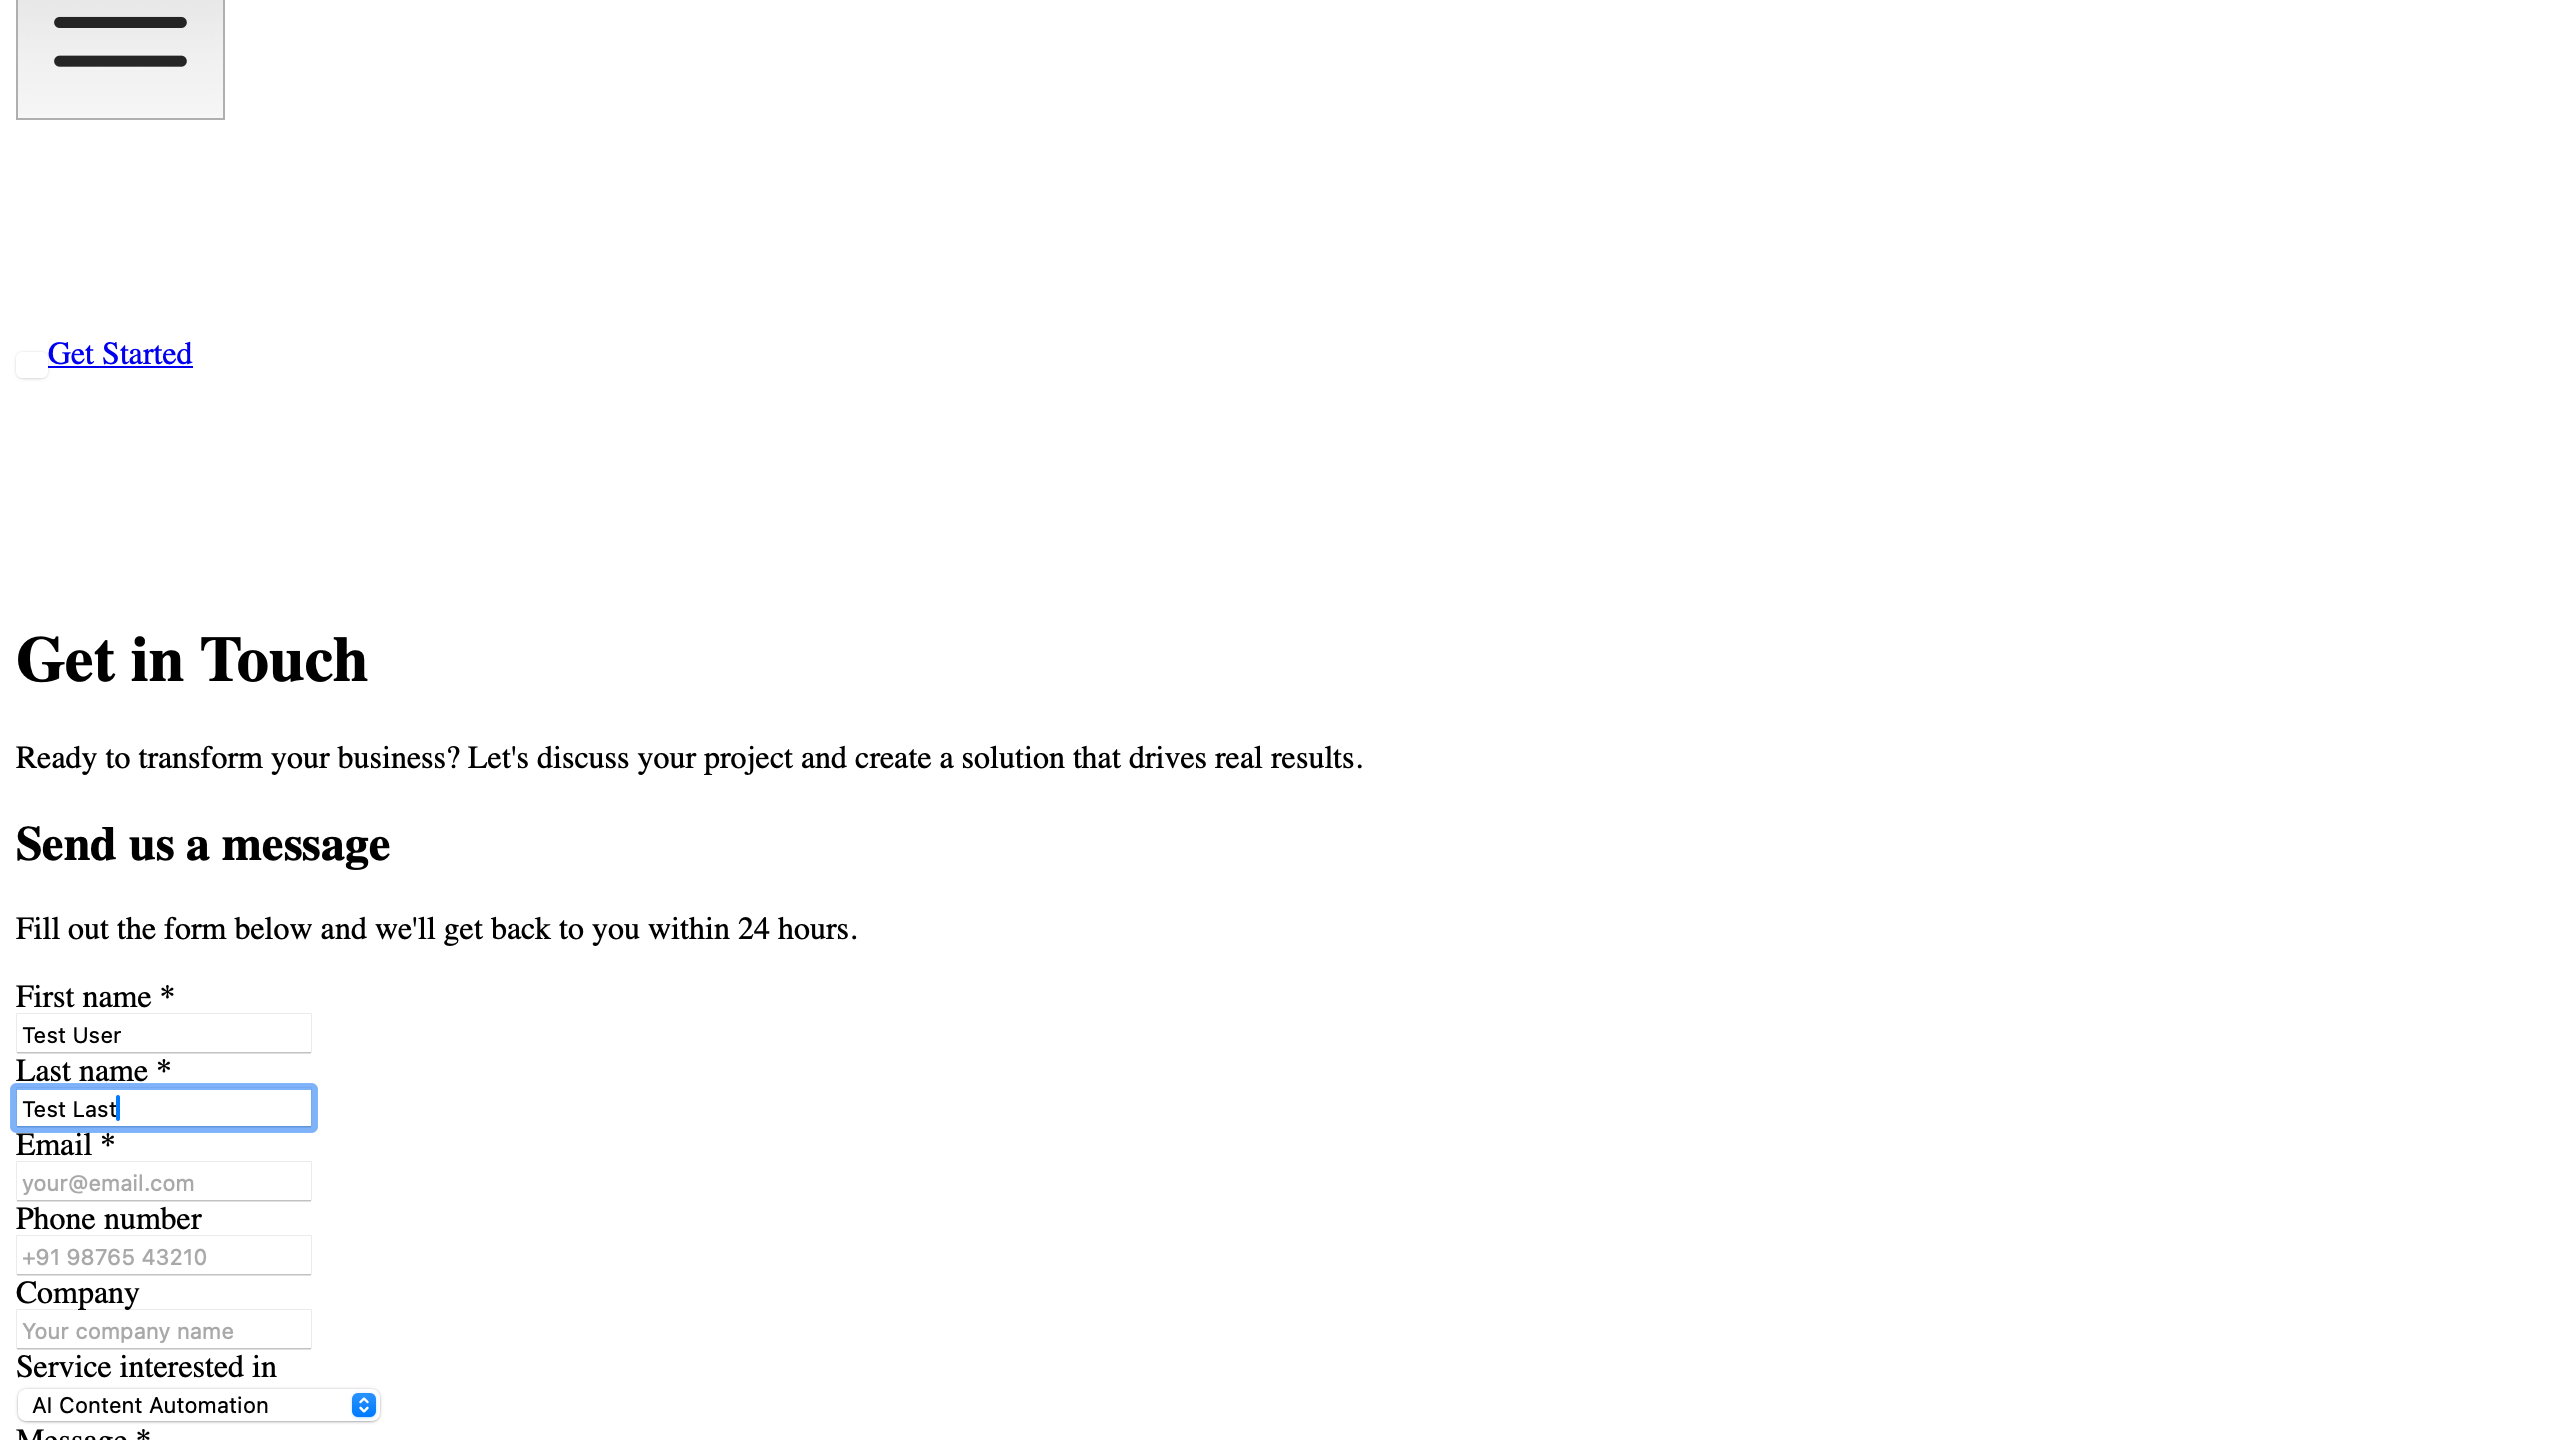 Get Started
Get in Touch
Ready to transform your business? Let's discuss your project and create a solution that drives real results.
Send us a message
Fill out the form below and we'll get back to you within 24 hours.
First name *
Test User
Last name *
Test Last
Email *
your@email.com
Phone number
+91 98765 43210
Company
Your company name
Service interested in
AI Content Automation
Message *